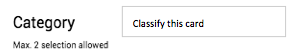 Category
Classify this card
Max. 2 selection allowed